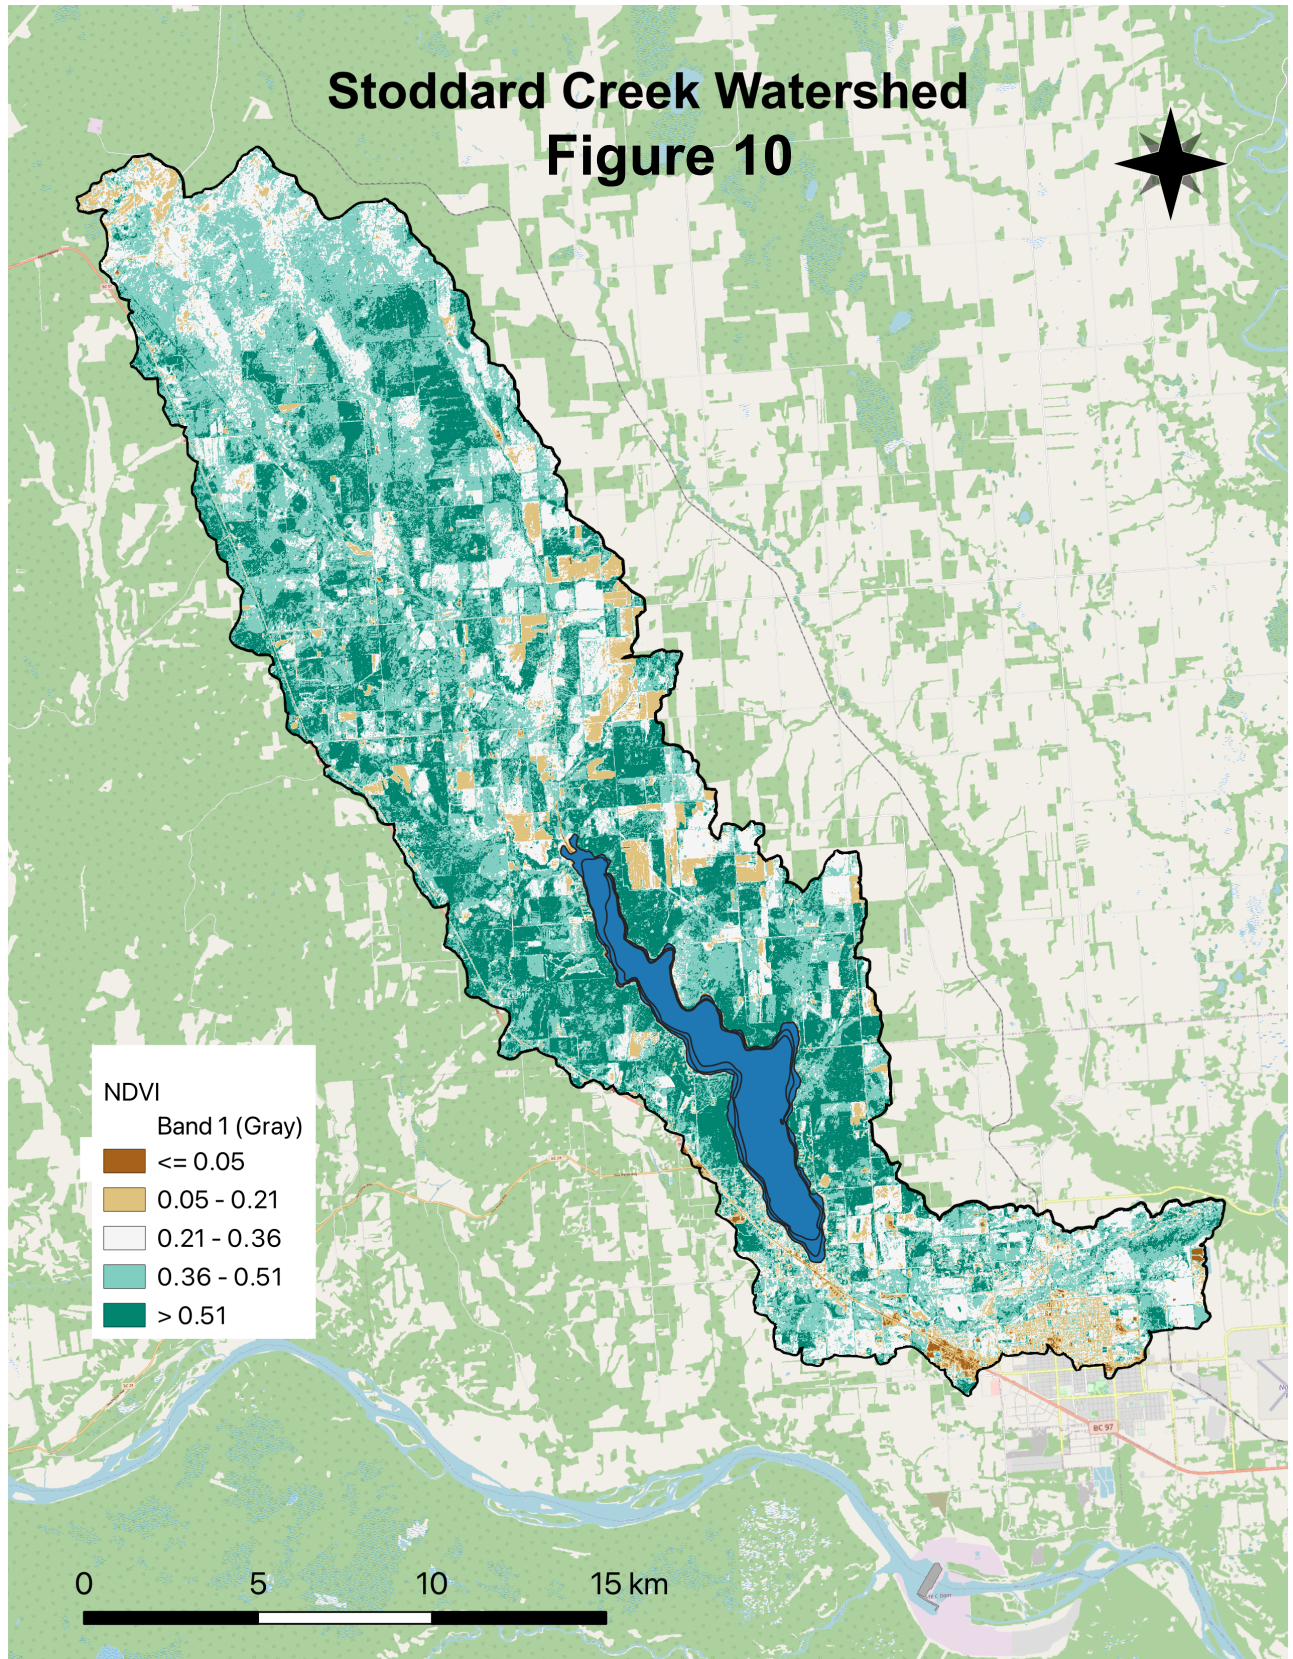 Stoddard Creek Watershed
Figure 10
NDVI
Band 1 (Gray)
<= 0.05
0.05 - 0.21
0.21 - 0.36
0.36 - 0.51
> 0.51
BC 97
0 5 10 15 km